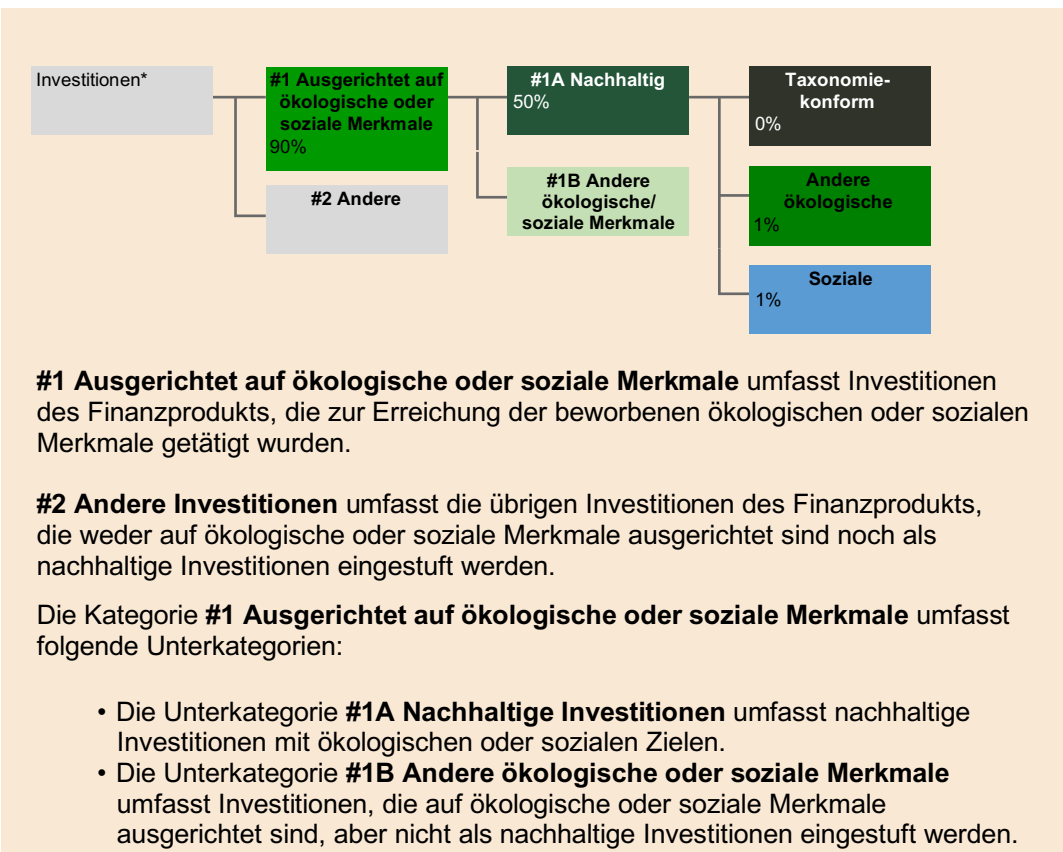 Investitionen*
#1 Ausgerichtet auf
ökologische oder
soziale Merkmale
90%
#2 Andere
#1A Nachhaltig
50%
#1B Andere
ökologische/
soziale Merkmale
Taxonomie-
konform
0%
Andere
ökologische
1%
Soziale
1%
#1 Ausgerichtet auf ökologische oder soziale Merkmale umfasst Investitionen
des Finanzprodukts, die zur Erreichung der beworbenen ökologischen oder sozialen
Merkmale getätigt wurden.
#2 Andere Investitionen umfasst die übrigen Investitionen des Finanzprodukts,
die weder auf ökologische oder soziale Merkmale ausgerichtet sind noch als
nachhaltige Investitionen eingestuft werden.
Die Kategorie #1 Ausgerichtet auf ökologische oder soziale Merkmale umfasst
folgende Unterkategorien:
• Die Unterkategorie #1A Nachhaltige Investitionen umfasst nachhaltige
Investitionen mit ökologischen oder sozialen Zielen.
• Die Unterkategorie #1B Andere ökologische oder soziale Merkmale
umfasst Investitionen, die auf ökologische oder soziale Merkmale
ausgerichtet sind, aber nicht als nachhaltige Investitionen eingestuft werden.